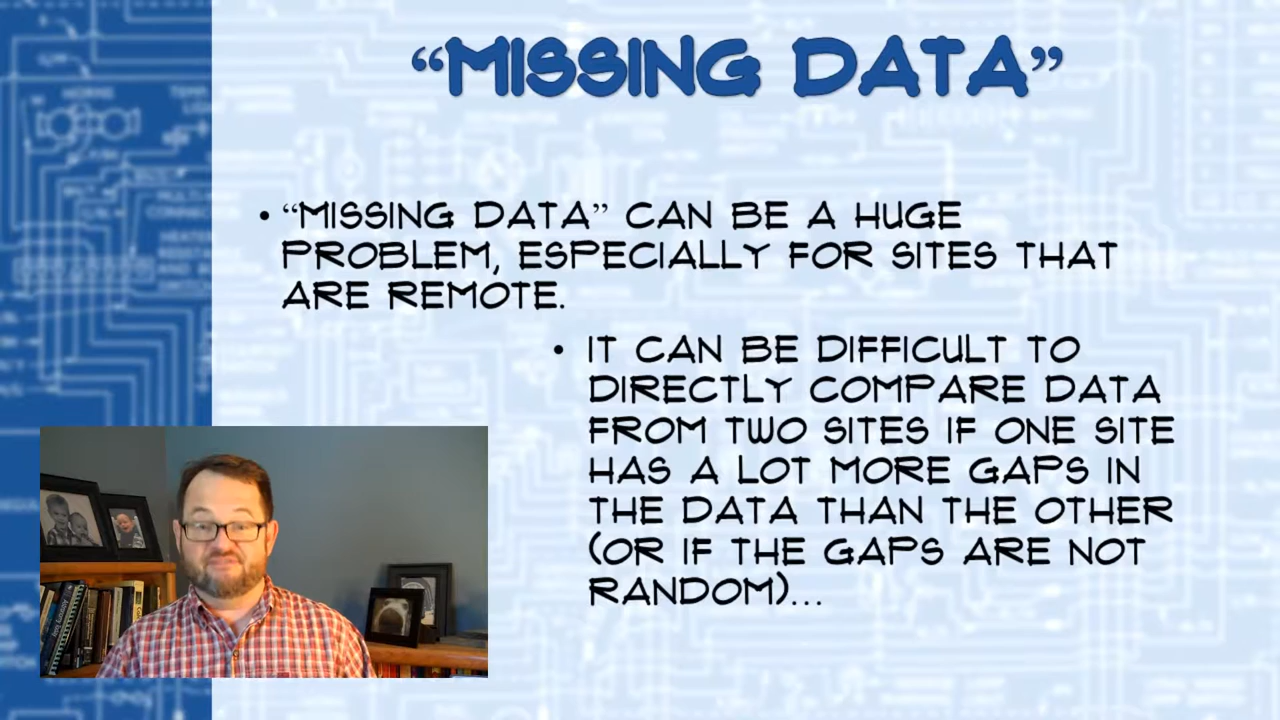 “MISSING DATA”
• “MISSING DATA” CAN BE A HUGE
PROBLEM, ESPECIALLY FOR SITES THAT
ARE REMOTE.
• IT CAN BE DIFFICULT TO
DIRECTLY COMPARE DATA
FROM TWO SITES IF ONE SITE
HAS A LOT MORE GAPS IN
THE DATA THAN THE OTHER
(OR IF THE GAPS ARE NOT
RANDOM)...